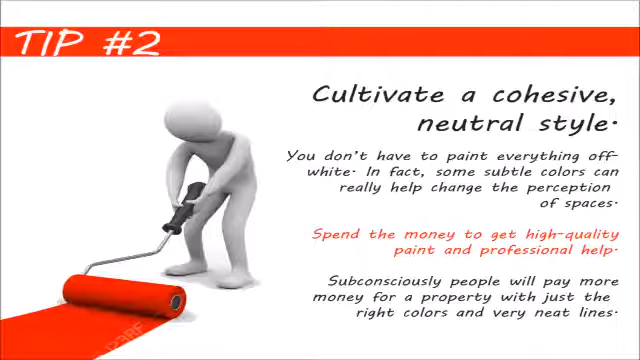 TIP #2
Cultivate a cohesive,
neutral style.
You don't have to paint everything off-
white. In fact, some subtle colors can
really help change the perception
of spaces.
Spend the money to get high-quality
paint and professional help.
Subconsciously people will pay more
money for a property with just the
right colors and very neat lines.
123RF